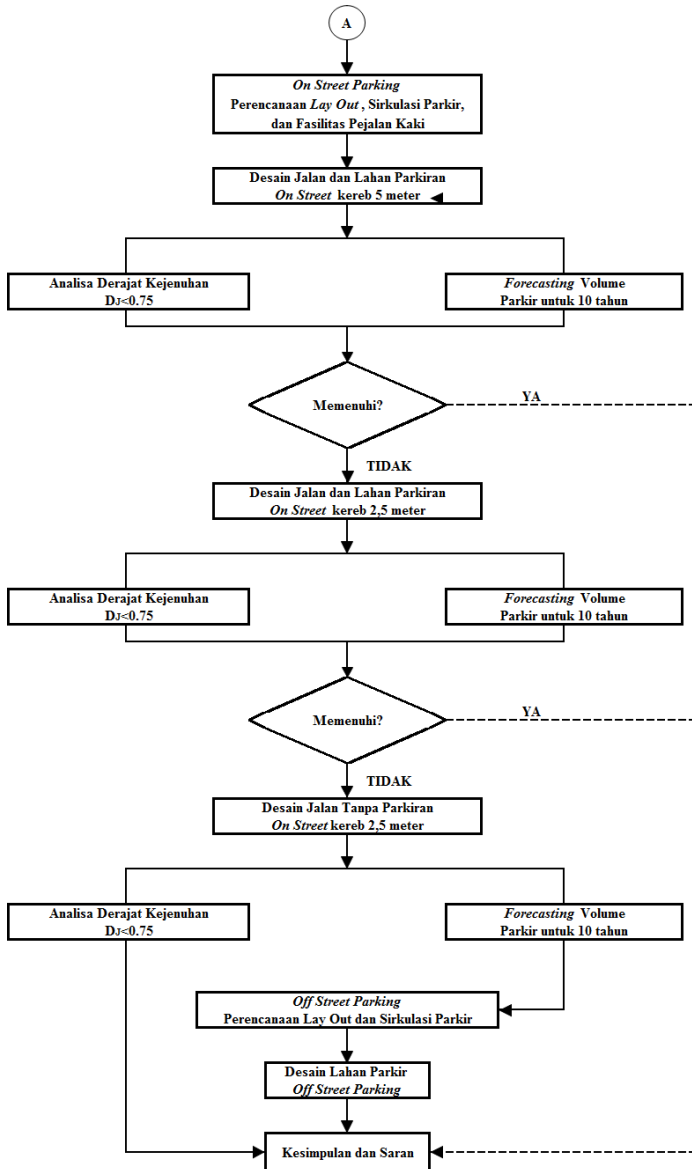 A
On Street Parking
Perencanaan Lay Out , Sirkulasi Parkir,
dan Fasilitas Pejalan Kaki
Desain Jalan dan Lahan Parkiran
On Street kereb 5 meter
Analisa Derajat Kejenuhan
DJ<0.75
Forecasting Volume
Parkir untuk 10 tahun
Memenuhi?
YA
TIDAK
Desain Jalan dan Lahan Parkiran
On Street kereb 2,5 meter
Analisa Derajat Kejenuhan
DJ<0.75
Forecasting Volume
Parkir untuk 10 tahun
Memenuhi?
YA
TIDAK
Desain Jalan Tanpa Parkiran
On Street kereb 2,5 meter
Analisa Derajat Kejenuhan
DJ<0.75
Forecasting Volume
Parkir untuk 10 tahun
Off Street Parking
Perencanaan Lay Out dan Sirkulasi Parkir
Desain Lahan Parkir
Off Street Parking
Kesimpulan dan Saran